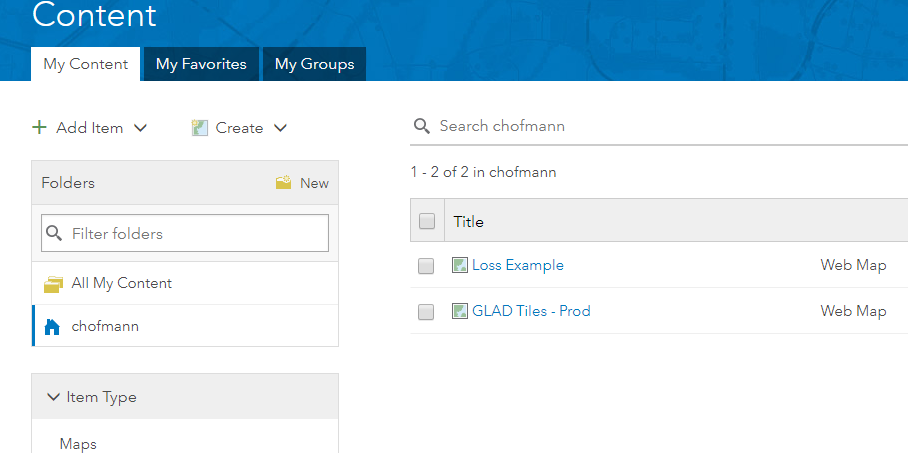 Content
My Content
My Favorites
My Groups
Add Item
Create
Search chofmann
1 - 2 of 2 in chofmann
Folders
New
Filter folders
All My Content
chofmann
Title
Loss Example
Web Map
GLAD Tiles - Prod
Web Map
Item Type
Maps